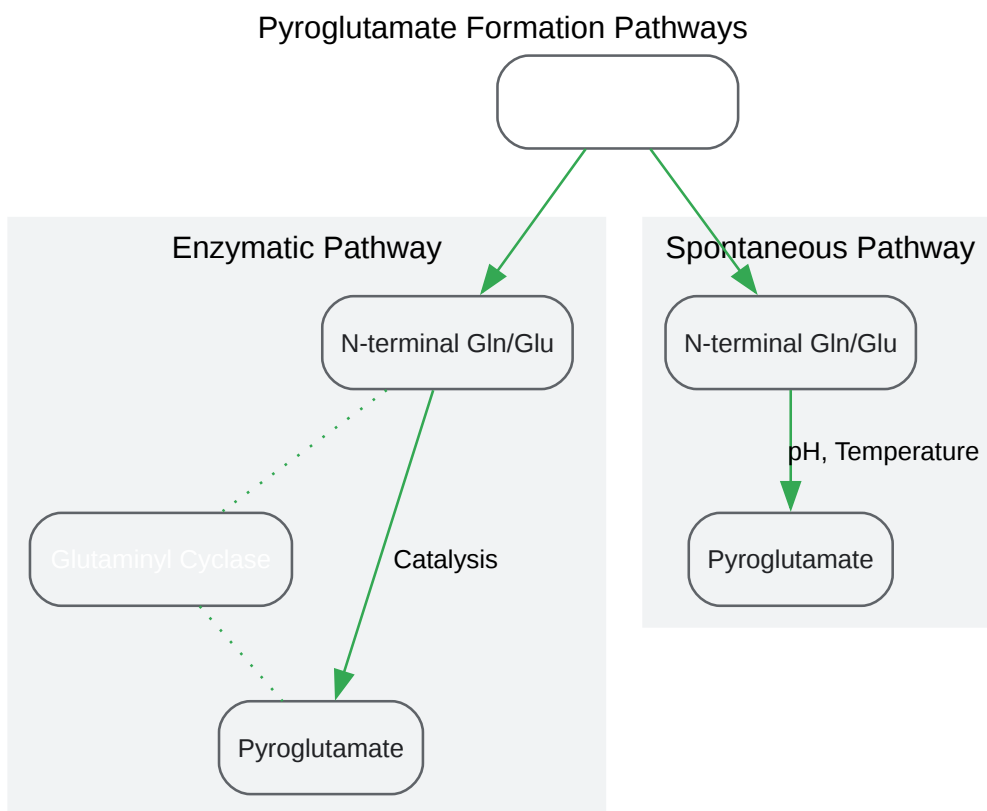 Pyroglutamate Formation Pathways
Enzymatic Pathway
N-terminal Gln/Glu
Glutaminyl Cyclase
Catalysis
Pyroglutamate
Spontaneous Pathway
N-terminal Gln/Glu
pH, Temperature
Pyroglutamate